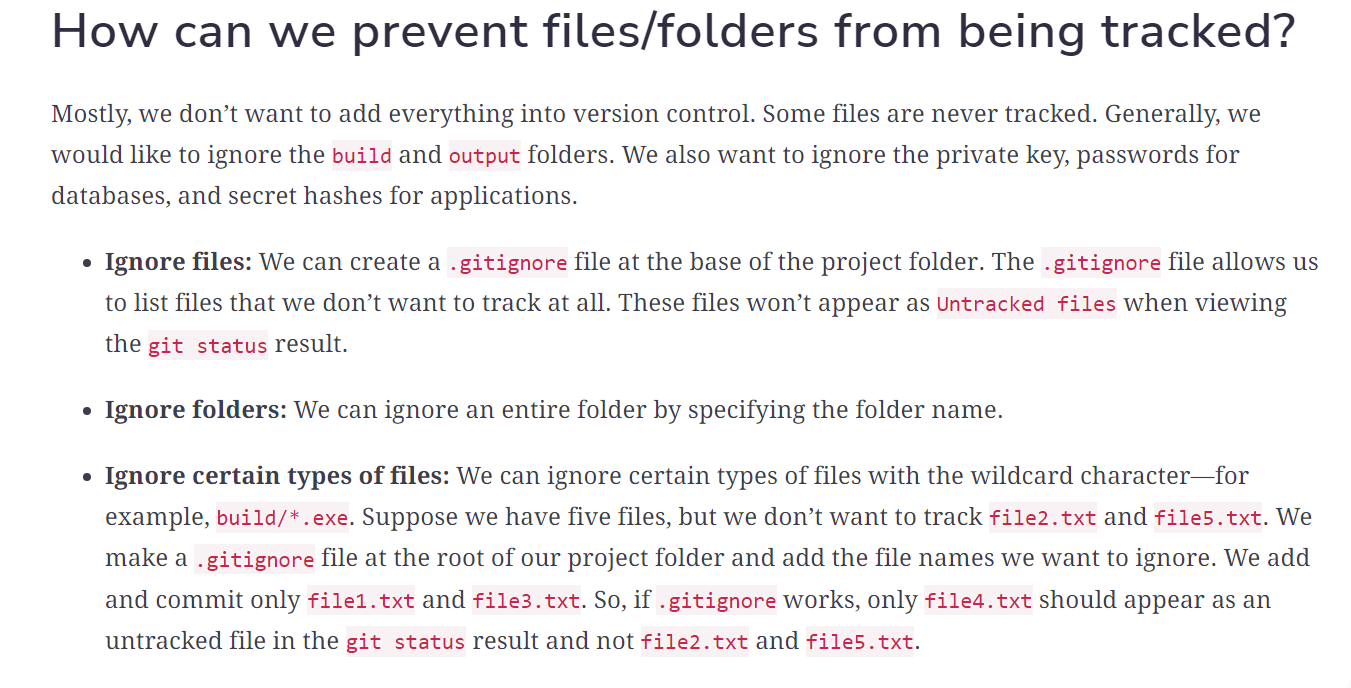 How can we prevent files/folders from being tracked?
Mostly, we don’t want to add everything into version control. Some files are never tracked. Generally, we
would like to ignore the build and output folders. We also want to ignore the private key, passwords for
databases, and secret hashes for applications.
• Ignore files: We can create a .gitignore file at the base of the project folder. The .gitignore file allows us
to list files that we don’t want to track at all. These files won’t appear as Untracked files when viewing
the git status result.
• Ignore folders: We can ignore an entire folder by specifying the folder name.
• Ignore certain types of files: We can ignore certain types of files with the wildcard character—for
example, build/*.exe. Suppose we have five files, but we don’t want to track file2.txt and file5.txt. We
make a .gitignore file at the root of our project folder and add the file names we want to ignore. We add
and commit only file1.txt and file3.txt. So, if .gitignore works, only file4.txt should appear as an
untracked file in the git status result and not file2.txt and file5.txt.